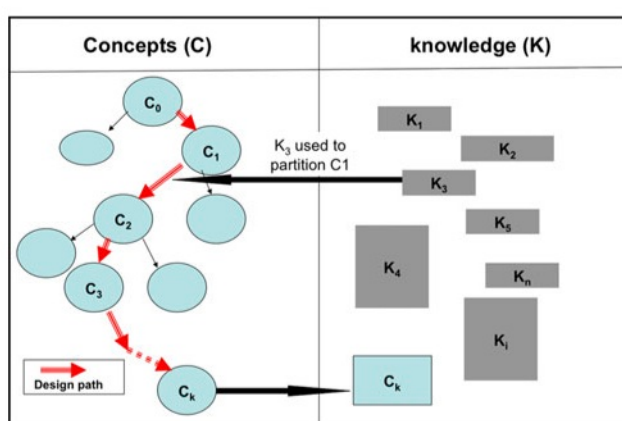 Concepts (C)
knowledge (K)
C0
C1
K3 used to
partition C1
K1
K2
K3
C2
K5
K4
Kn
C3
Ki
Design path
Ck
Ck